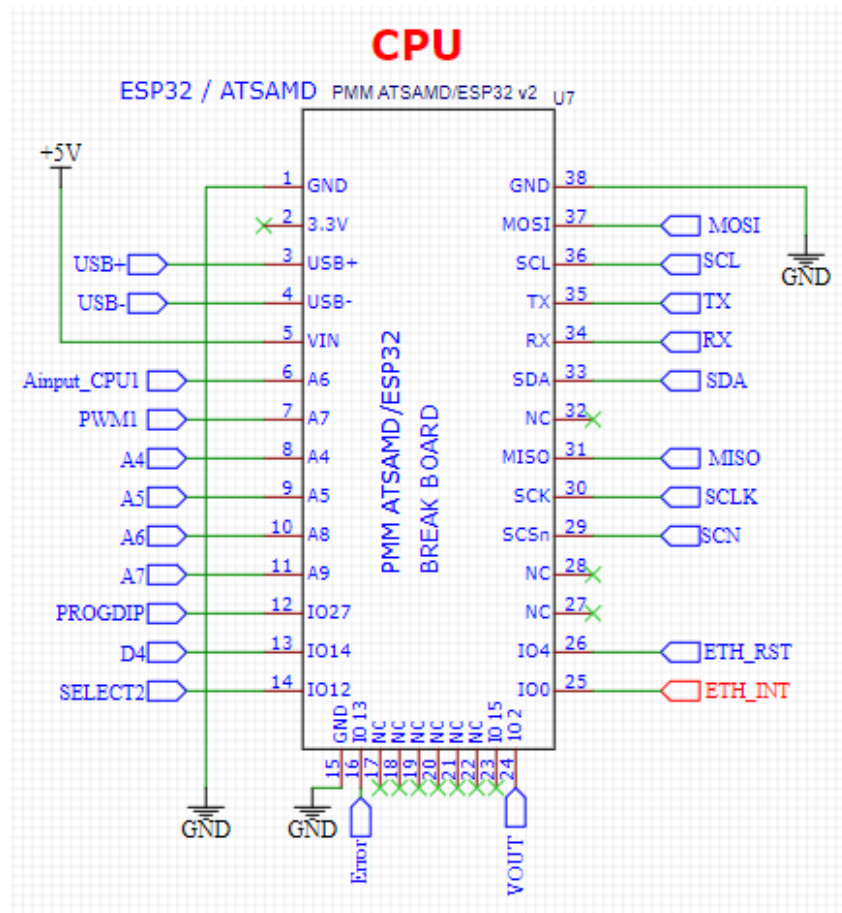 CPU
ESP32 / ATSAMD PMM ATSAMD/ESP32 v2 U7
+5V
1 GND GND 38
2 3.3V MOSI 37 MOSI
USB+ 3 USB+ SCL 36 SCL
GND
USB- 4 USB- TX 35 TX
5 VIN RX 34 RX
Ainput_CPU1 6 A6 SDA 33 SDA
PWM1 7 A7 NC 32
A4 8 A4 MISO 31 MISO
A5 9 A5 SCK 30 SCLK
A6 10 A8 SCSn 29 SCN
A7 11 A9 NC 28
PROGDIP 12 IO27 NC 27
D4 13 IO14 IO4 26 ETH_RST
SELECT2 14 IO12 IO0 25 ETH_INT
PMM ATSAMD/ESP32
BREAK BOARD
GND IO 13 NC NC NC NC NC NC IO 15 IO 2
15 16 17 18 19 20 21 22 23 24
GND GND
Error VOUT